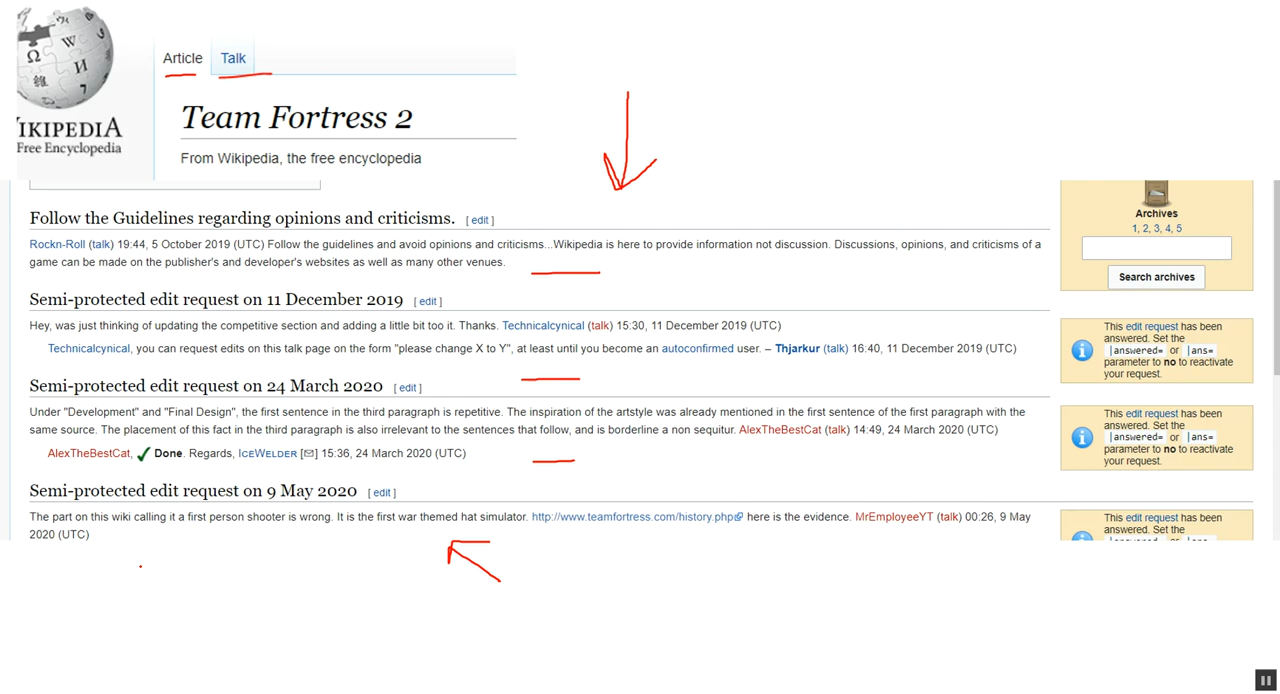 Ω W И 維 7
Article Talk
IKIPEDIA
Free Encyclopedia
Team Fortress 2
From Wikipedia, the free encyclopedia
Follow the Guidelines regarding opinions and criticisms. [ edit ]
Rockn-Roll (talk) 19:44, 5 October 2019 (UTC) Follow the guidelines and avoid opinions and criticisms...Wikipedia is here to provide information not discussion. Discussions, opinions, and criticisms of a
game can be made on the publisher's and developer's websites as well as many other venues.
Archives
1, 2, 3, 4, 5
Search archives
Semi-protected edit request on 11 December 2019 [ edit ]
Hey, was just thinking of updating the competitive section and adding a little bit too it. Thanks. Technicalcynical (talk) 15:30, 11 December 2019 (UTC)
Technicalcynical, you can request edits on this talk page on the form "please change X to Y", at least until you become an autoconfirmed user. – Thjarkur (talk) 16:40, 11 December 2019 (UTC)
This edit request has been
answered. Set the
|answered= or |ans=
parameter to no to reactivate
your request.
Semi-protected edit request on 24 March 2020 [ edit ]
Under "Development" and "Final Design", the first sentence in the third paragraph is repetitive. The inspiration of the artstyle was already mentioned in the first sentence of the first paragraph with the
same source. The placement of this fact in the third paragraph is also irrelevant to the sentences that follow, and is borderline a non sequitur. AlexTheBestCat (talk) 14:49, 24 March 2020 (UTC)
AlexTheBestCat, Done. Regards, IceWelder [✉] 15:36, 24 March 2020 (UTC)
This edit request has been
answered. Set the
|answered= or |ans=
parameter to no to reactivate
your request.
Semi-protected edit request on 9 May 2020 [ edit ]
The part on this wiki calling it a first person shooter is wrong. It is the first war themed hat simulator. http://www.teamfortress.com/history.php here is the evidence. MrEmployeeYT (talk) 00:26, 9 May
2020 (UTC)
This edit request has been
answered. Set the